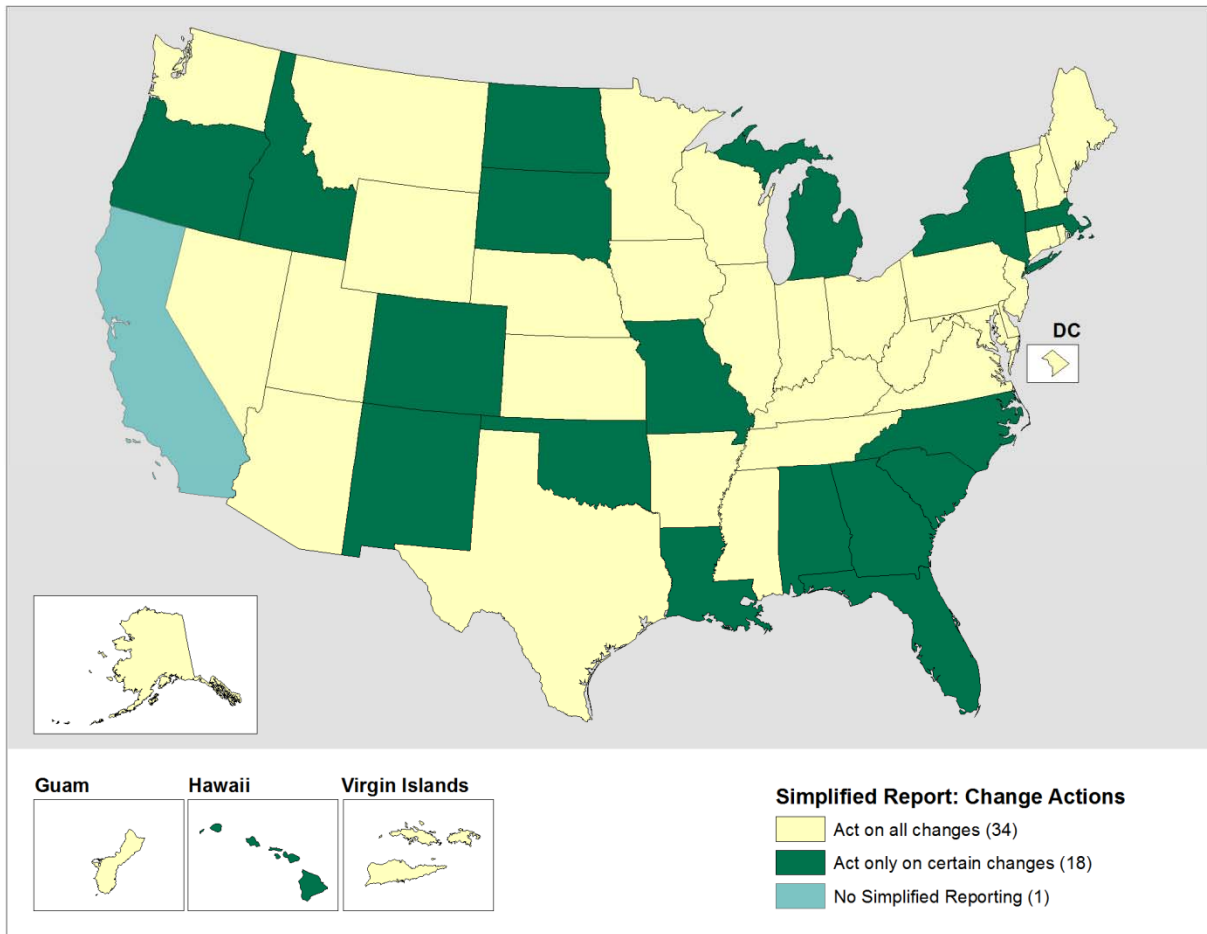 DC
Guam
Hawaii
Virgin Islands
Simplified Report: Change Actions
Act on all changes (34)
Act only on certain changes (18)
No Simplified Reporting (1)